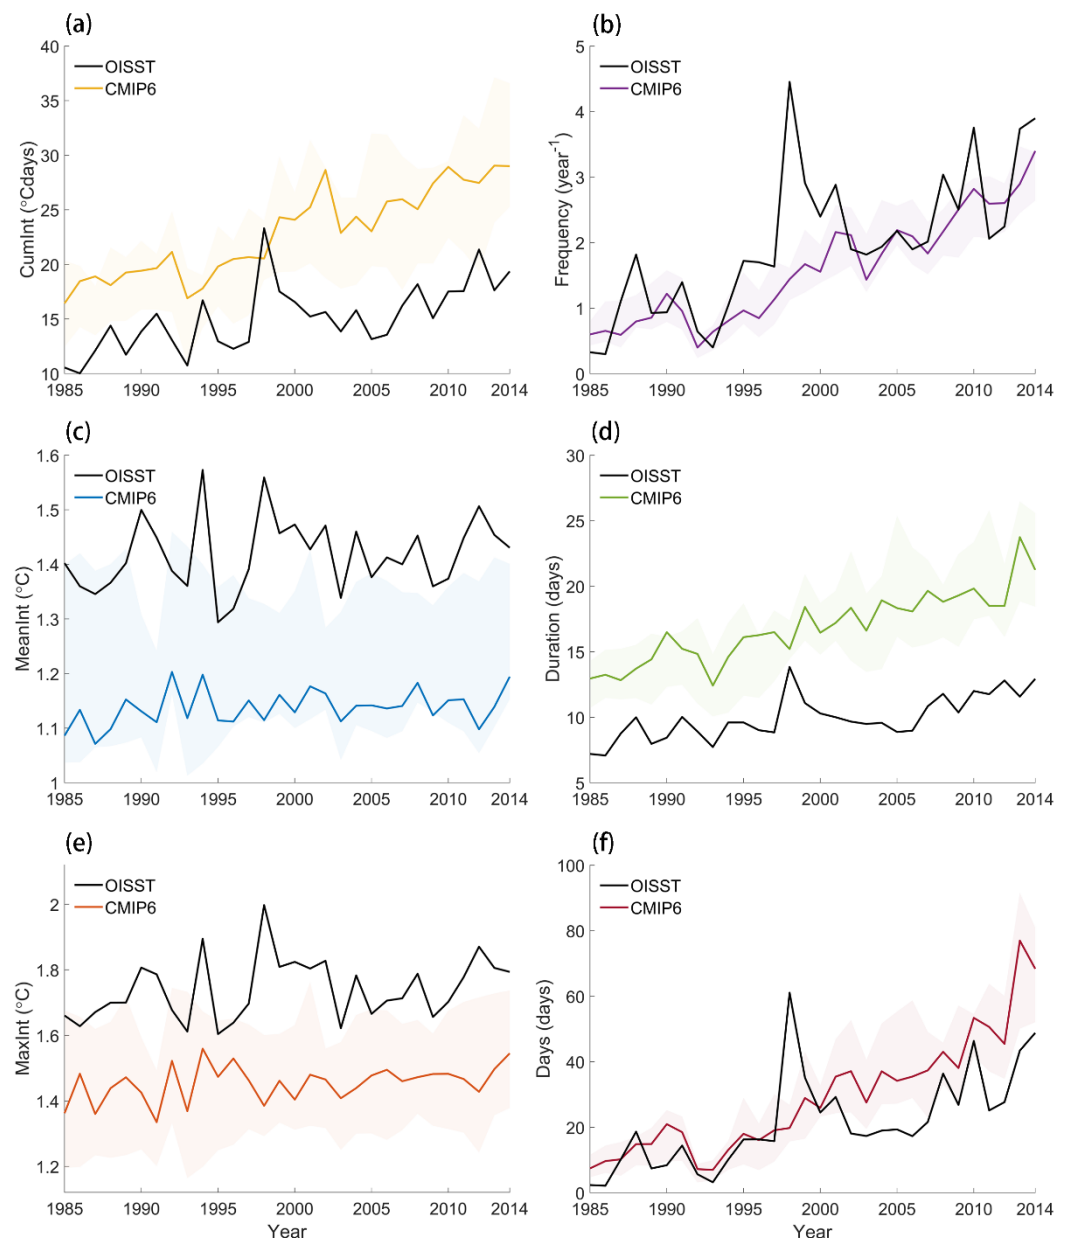 (a)
40
35
30
25
20
15
10
CumInt (°Cdays)
OISST
CMIP6
1985 1990 1995 2000 2005 2010 2014
(b)
5
4
3
2
1
0
Frequency (year⁻¹)
OISST
CMIP6
1985 1990 1995 2000 2005 2010 2014
(c)
1.6
1.5
1.4
1.3
1.2
1.1
1
MeanInt (°C)
OISST
CMIP6
1985 1990 1995 2000 2005 2010 2014
(d)
30
25
20
15
10
5
Duration (days)
OISST
CMIP6
1985 1990 1995 2000 2005 2010 2014
(e)
2
1.8
1.6
1.4
1.2
MaxInt (°C)
OISST
CMIP6
1985 1990 1995 2000 2005 2010 2014
Year
(f)
100
80
60
40
20
0
Days (days)
OISST
CMIP6
1985 1990 1995 2000 2005 2010 2014
Year